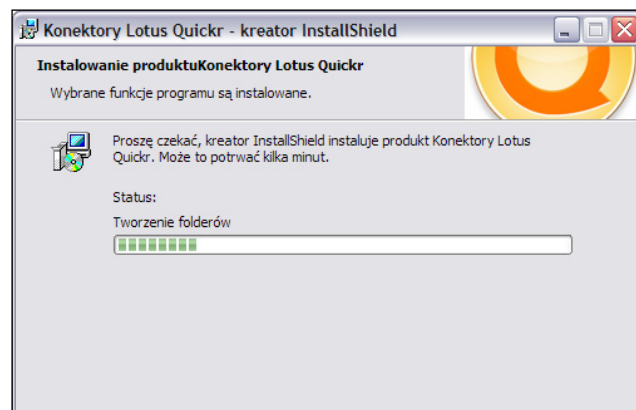 Konektory Lotus Quickr - kreator InstallShield
Instalowanie produktuKonektory Lotus Quickr
Wybrane funkcje programu są instalowane.
Proszę czekać, kreator InstallShield instaluje produkt Konektory Lotus
Quickr. Może to potrwać kilka minut.
Status:
Tworzenie folderów